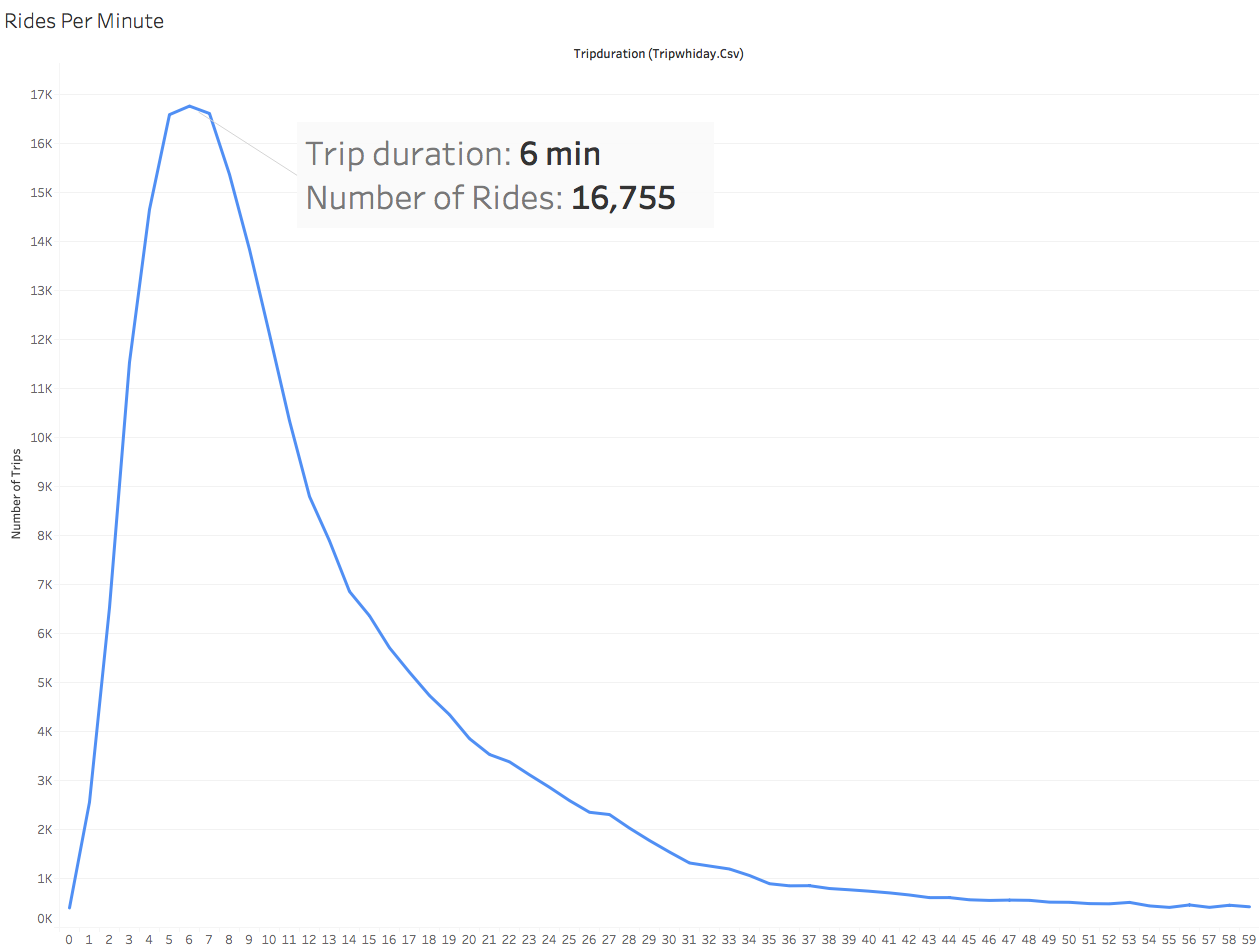 Rides Per Minute
Tripduration (Tripwhiday.Csv)
Trip duration: 6 min
Number of Rides: 16,755
Number of Trips
17K
16K
15K
14K
13K
12K
11K
10K
9K
8K
7K
6K
5K
4K
3K
2K
1K
0K
0 1 2 3 4 5 6 7 8 9 10 11 12 13 14 15 16 17 18 19 20 21 22 23 24 25 26 27 28 29 30 31 32 33 34 35 36 37 38 39 40 41 42 43 44 45 46 47 48 49 50 51 52 53 54 55 56 57 58 59